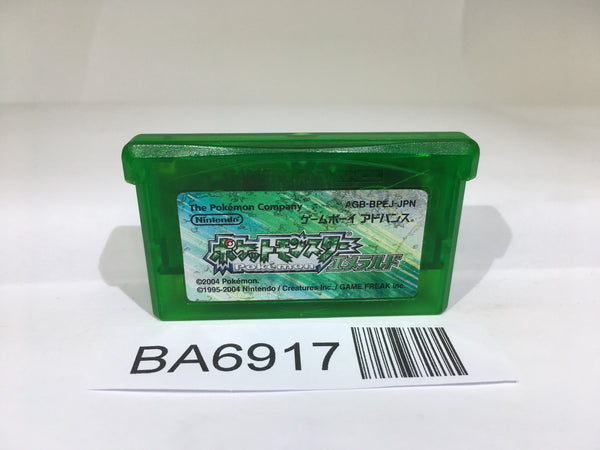 The Pokémon Company
AGB-BPEJ-JPN
Nintendo
ゲームボーイ アドバンス®
ポケットモンスター
Pokémon
エメラルド
©2004 Pokémon.
©1995-2004 Nintendo / Creatures Inc. / GAME FREAK inc.
BA6917